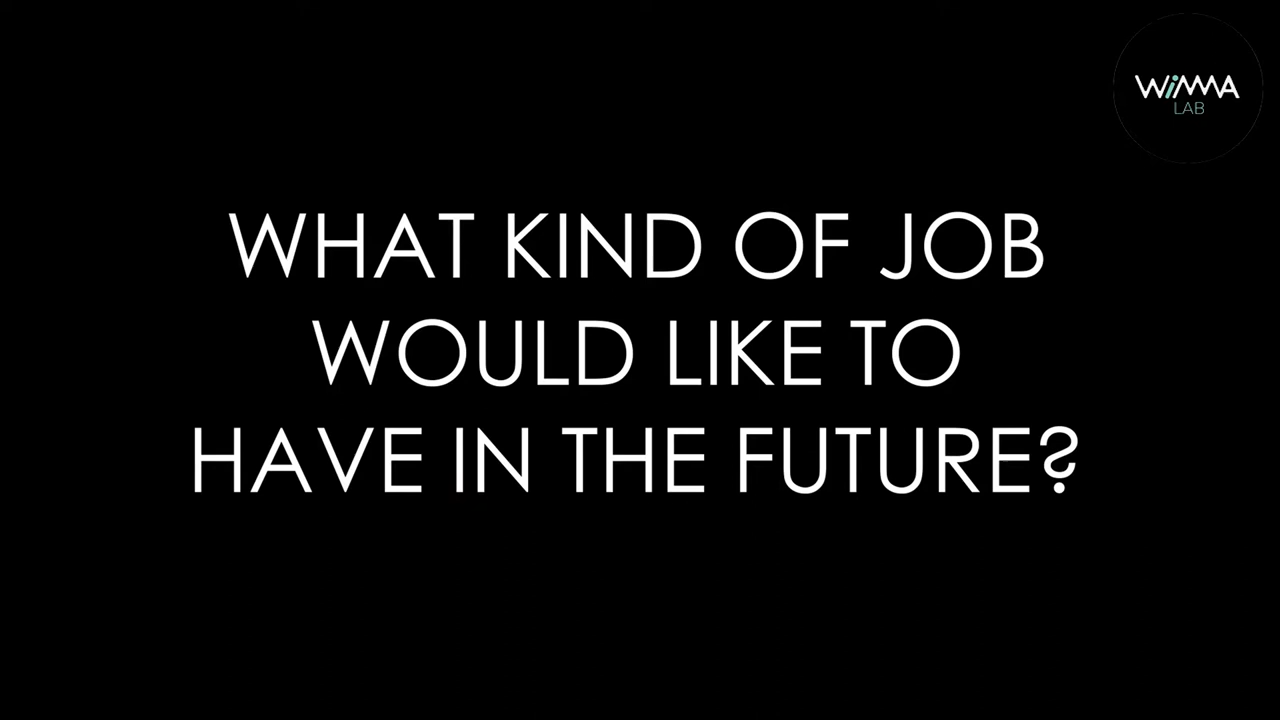 WiMMA
LAB
WHAT KIND OF JOB
WOULD LIKE TO
HAVE IN THE FUTURE?